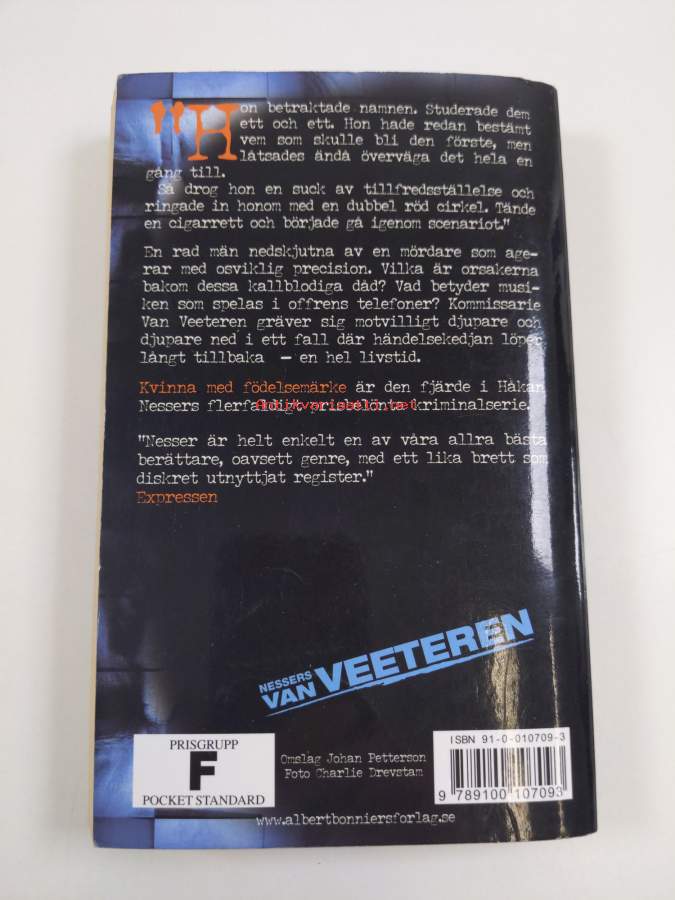 "Hon betraktade namnen. Studerade dem
ett och ett. Hon hade redan bestämt
vem som skulle bli den förste, men
låtsades ändå överväga det hela en
gång till.
Så drog hon en suck av tillfredsställelse och
ringade in honom med en dubbel röd cirkel. Tände
en cigarrett och började gå igenom scenariot."
En rad män nedskjutna av en mördare som age-
rar med osviklig precision. Vilka är orsakerna
bakom dessa kallblodiga dåd? Vad betyder musi-
ken som spelas i offrens telefoner? Kommissarie
Van Veeteren gräver sig motvilligt djupare och
djupare ned i ett fall där händelsekedjan löper
långt tillbaka – en hel livstid.
Kvinna med födelsemärke är den fjärde i Håkan
Nessers flerfaldigt prisbelönta kriminalserie.
"Nesser är helt enkelt en av våra allra bästa
berättare, oavsett genre, med ett lika brett som
diskret utnyttjat register."
Expressen
NESSERS
VAN VEETEREN
PRISGRUPP
F
POCKET STANDARD
Omslag Johan Petterson
Foto Charlie Drevstam
ISBN 91-0-010709-3
9 789100 107093
www.albertbonniersforlag.se